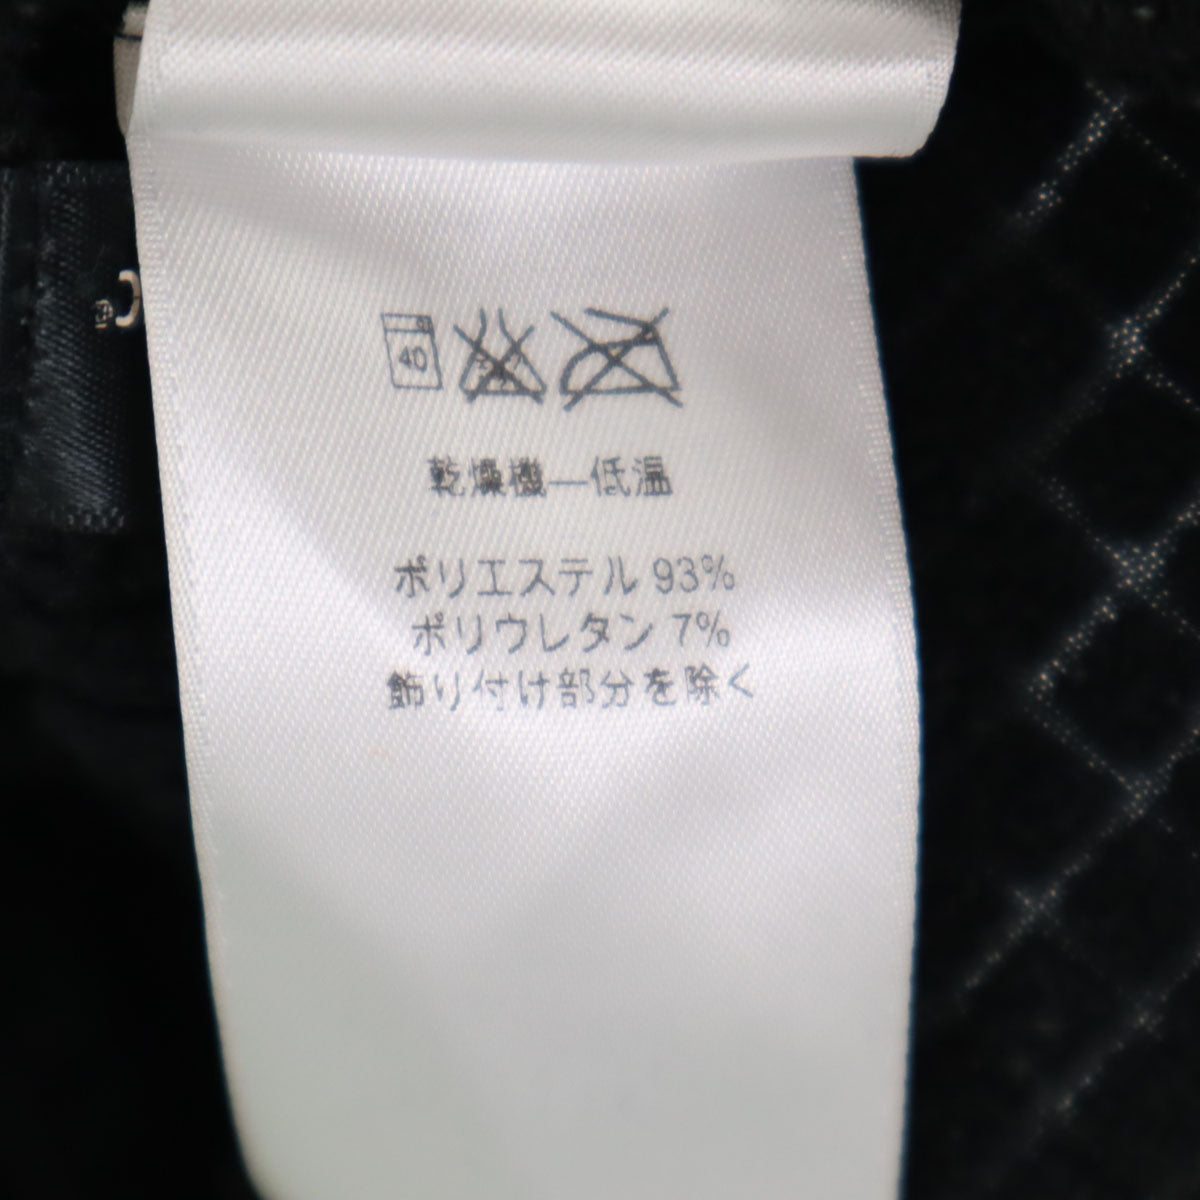 40
乾燥機—低温
ポリエステル 93%
ポリウレタン 7%
飾り付け部分を除く